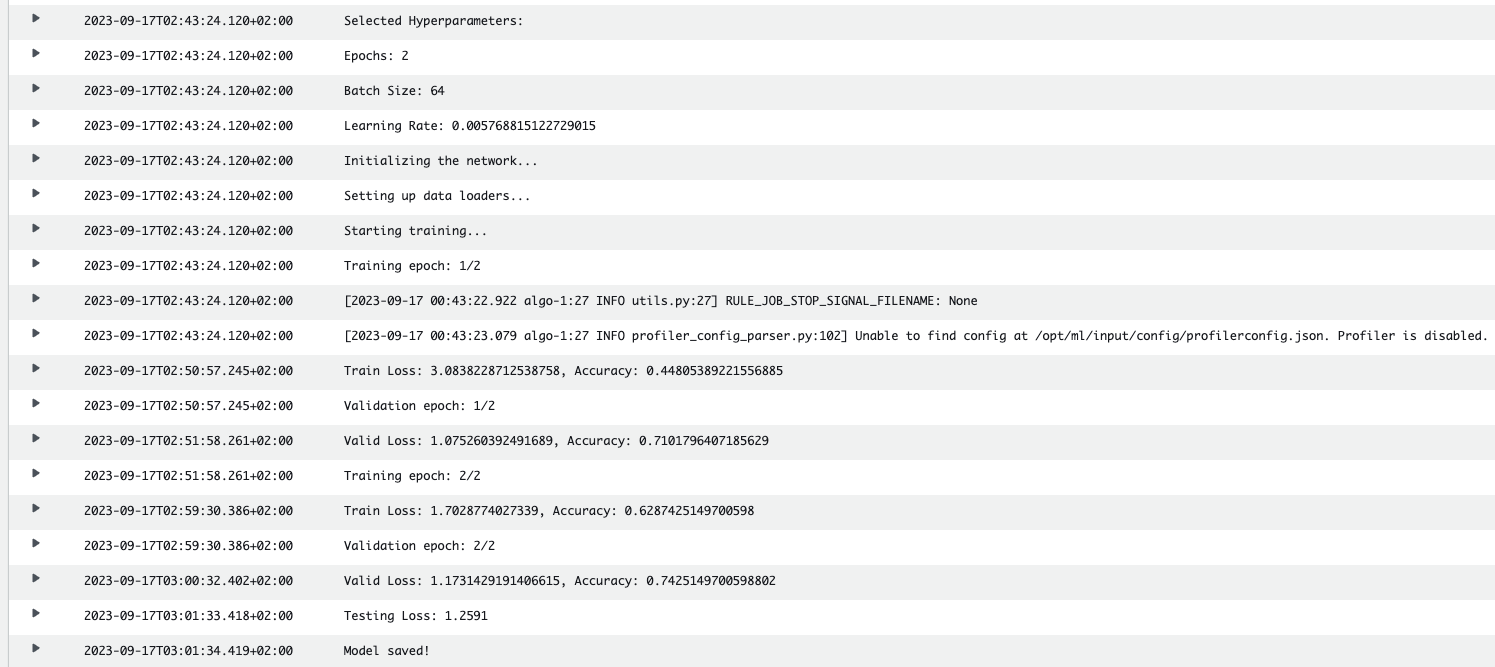 2023-09-17T02:43:24.120+02:00 Selected Hyperparameters:
2023-09-17T02:43:24.120+02:00 Epochs: 2
2023-09-17T02:43:24.120+02:00 Batch Size: 64
2023-09-17T02:43:24.120+02:00 Learning Rate: 0.005768815122729015
2023-09-17T02:43:24.120+02:00 Initializing the network...
2023-09-17T02:43:24.120+02:00 Setting up data loaders...
2023-09-17T02:43:24.120+02:00 Starting training...
2023-09-17T02:43:24.120+02:00 Training epoch: 1/2
2023-09-17T02:43:24.120+02:00 [2023-09-17 00:43:22.922 algo-1:27 INFO utils.py:27] RULE_JOB_STOP_SIGNAL_FILENAME: None
2023-09-17T02:43:24.120+02:00 [2023-09-17 00:43:23.079 algo-1:27 INFO profiler_config_parser.py:102] Unable to find config at /opt/ml/input/config/profilerconfig.json. Profiler is disabled.
2023-09-17T02:50:57.245+02:00 Train Loss: 3.0838228712538758, Accuracy: 0.44805389221556885
2023-09-17T02:50:57.245+02:00 Validation epoch: 1/2
2023-09-17T02:51:58.261+02:00 Valid Loss: 1.075260392491689, Accuracy: 0.7101796407185629
2023-09-17T02:51:58.261+02:00 Training epoch: 2/2
2023-09-17T02:59:30.386+02:00 Train Loss: 1.7028774027339, Accuracy: 0.6287425149700598
2023-09-17T02:59:30.386+02:00 Validation epoch: 2/2
2023-09-17T03:00:32.402+02:00 Valid Loss: 1.1731429191406615, Accuracy: 0.7425149700598802
2023-09-17T03:01:33.418+02:00 Testing Loss: 1.2591
2023-09-17T03:01:34.419+02:00 Model saved!